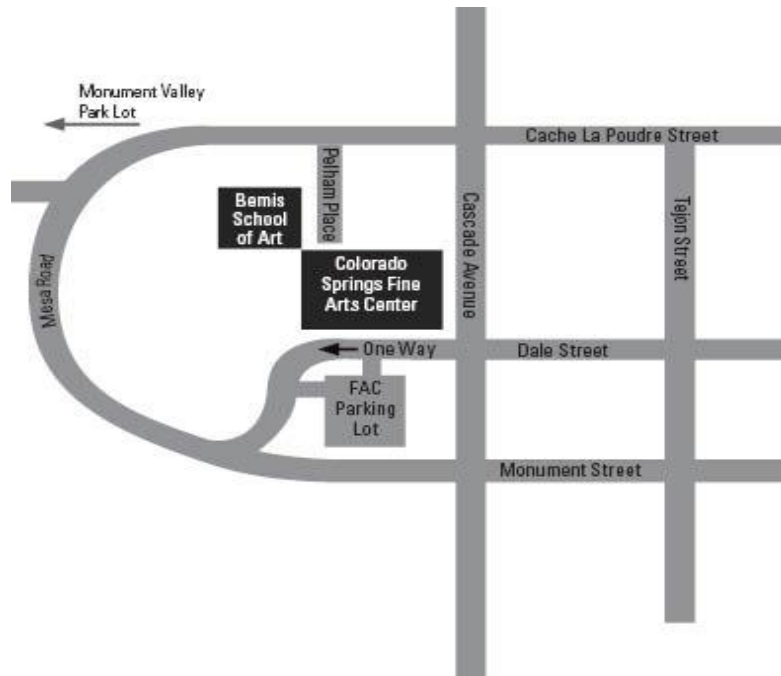 Monument Valley
Park Lot
Cache La Poudre Street
Pelham Place
Bemis
School
of Art
Cascade Avenue
Tejon Street
Mesa Road
Colorado
Springs Fine
Arts Center
One Way
Dale Street
FAC
Parking
Lot
Monument Street